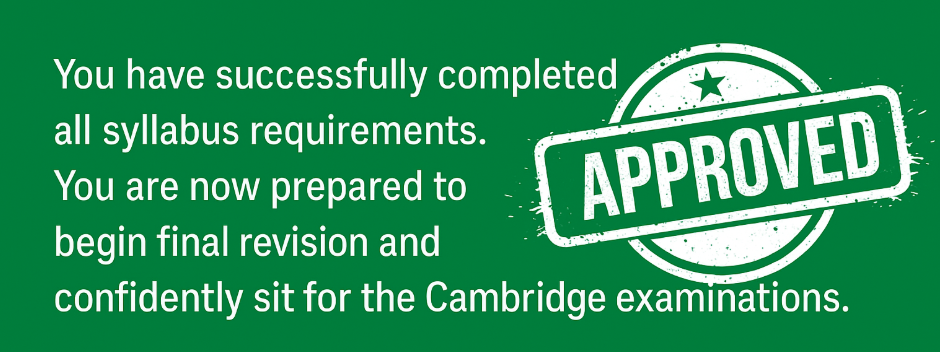 You have successfully completed
all syllabus requirements.
You are now prepared to
begin final revision and
confidently sit for the Cambridge examinations.
APPROVED